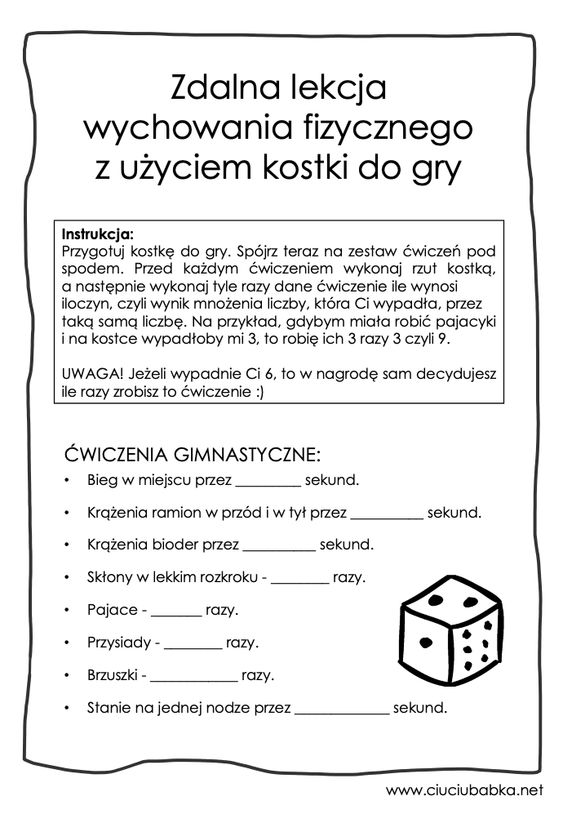 Zdalna lekcja
wychowania fizycznego
z użyciem kostki do gry
Instrukcja:
Przygotuj kostkę do gry. Spójrz teraz na zestaw ćwiczeń pod
spodem. Przed każdym ćwiczeniem wykonaj rzut kostką,
a następnie wykonaj tyle razy dane ćwiczenie ile wynosi
iloczyn, czyli wynik mnożenia liczby, która Ci wypadła, przez
taką samą liczbę. Na przykład, gdybym miała robić pajacyki
i na kostce wypadłoby mi 3, to robię ich 3 razy 3 czyli 9.
UWAGA! Jeżeli wypadnie Ci 6, to w nagrodę sam decydujesz
ile razy zrobisz to ćwiczenie :)
ĆWICZENIA GIMNASTYCZNE:
• Bieg w miejscu przez ________ sekund.
• Krążenia ramion w przód i w tył przez _________ sekund.
• Krążenia bioder przez _________ sekund.
• Skłony w lekkim rozkroku - _______ razy.
• Pajace - ______ razy.
• Przysiady - _______ razy.
• Brzuszki - ___________ razy.
• Stanie na jednej nodze przez ____________ sekund.
www.ciuciubabka.net